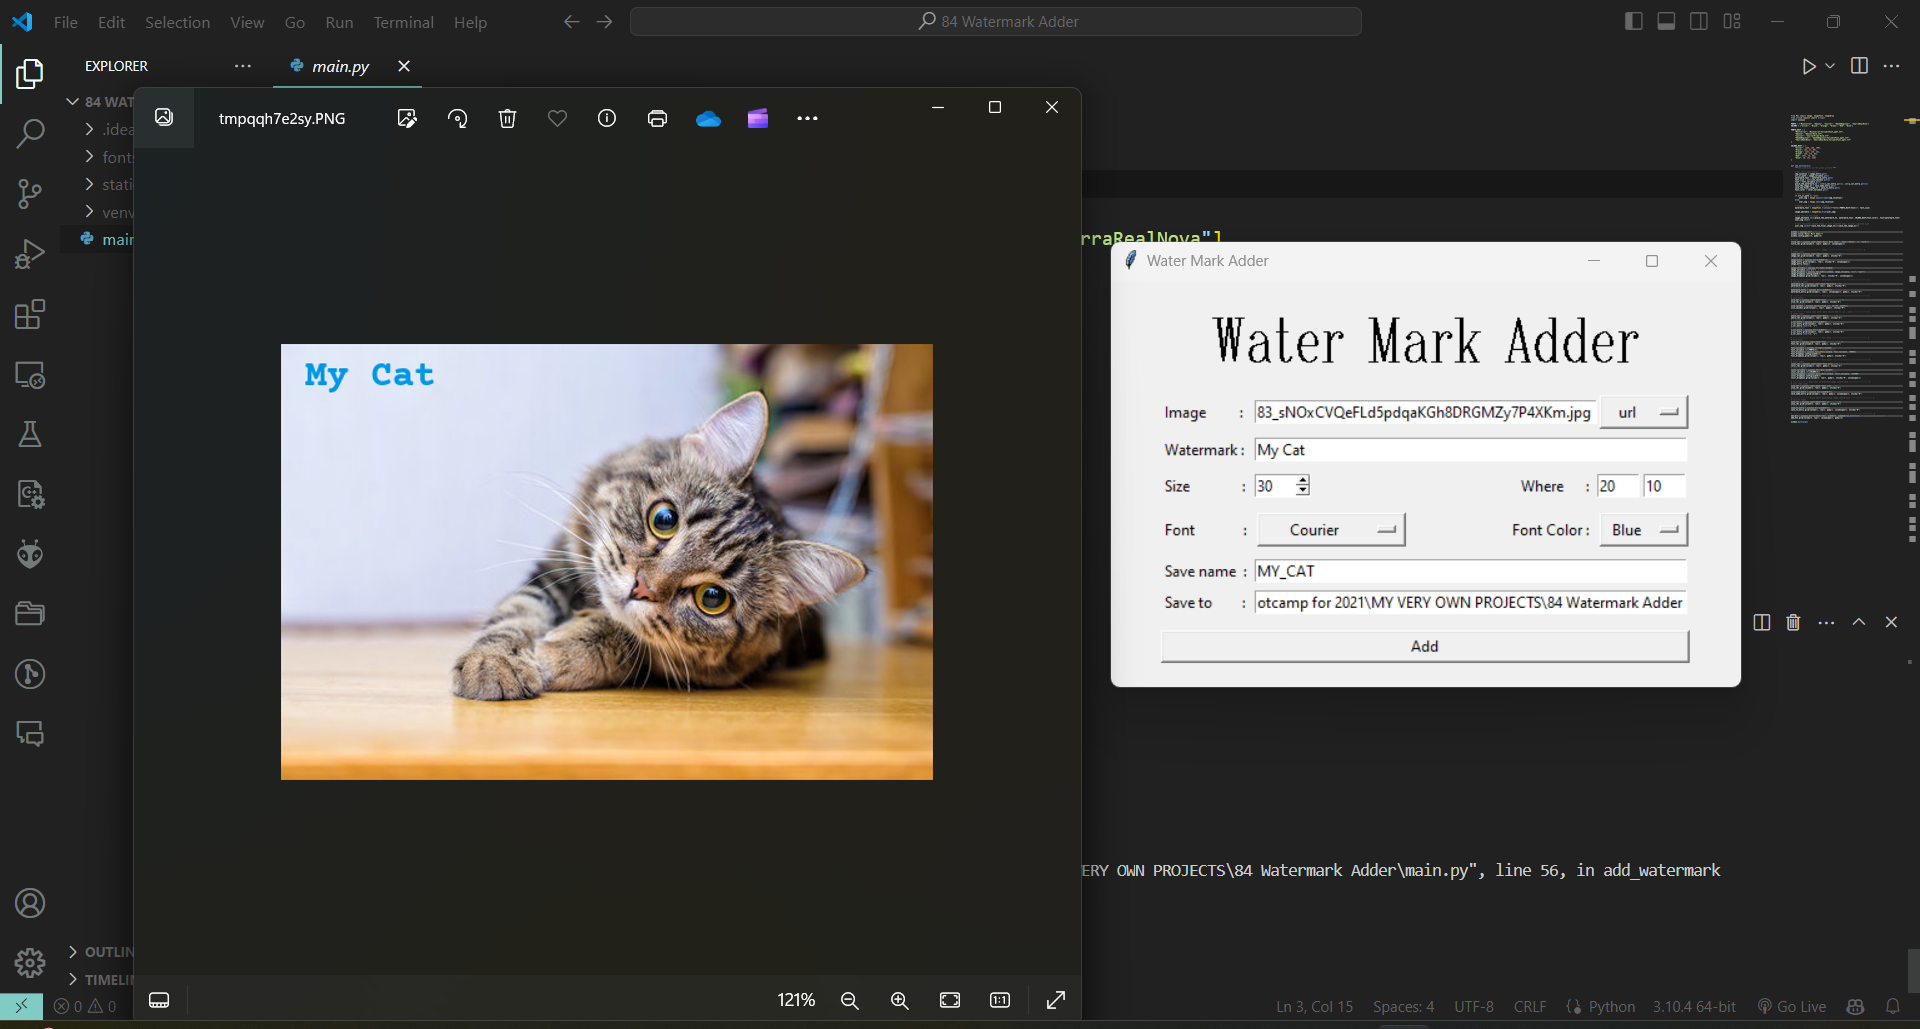 File Edit Selection View Go Run Terminal Help
84 Watermark Adder
EXPLORER
main.py
84 WAT
.idea
font
stati
venv
main
OUTLIN
TIMELIN
0 0
tmpqqh7e2sy.PNG
My Cat
121%
1:1
rraRealNova"]
Water Mark Adder
Water Mark Adder
Image : 83_sNOxCVQeFLd5pdqaKGh8DRGMZy7P4XKm.jpg url
Watermark : My Cat
Size : 30 Where : 20 10
Font : Courier Font Color : Blue
Save name : MY_CAT
Save to : otcamp for 2021\MY VERY OWN PROJECTS\84 Watermark Adder
Add
ERY OWN PROJECTS\84 Watermark Adder\main.py", line 56, in add_watermark
Ln 3, Col 15 Spaces: 4 UTF-8 CRLF Python 3.10.4 64-bit Go Live